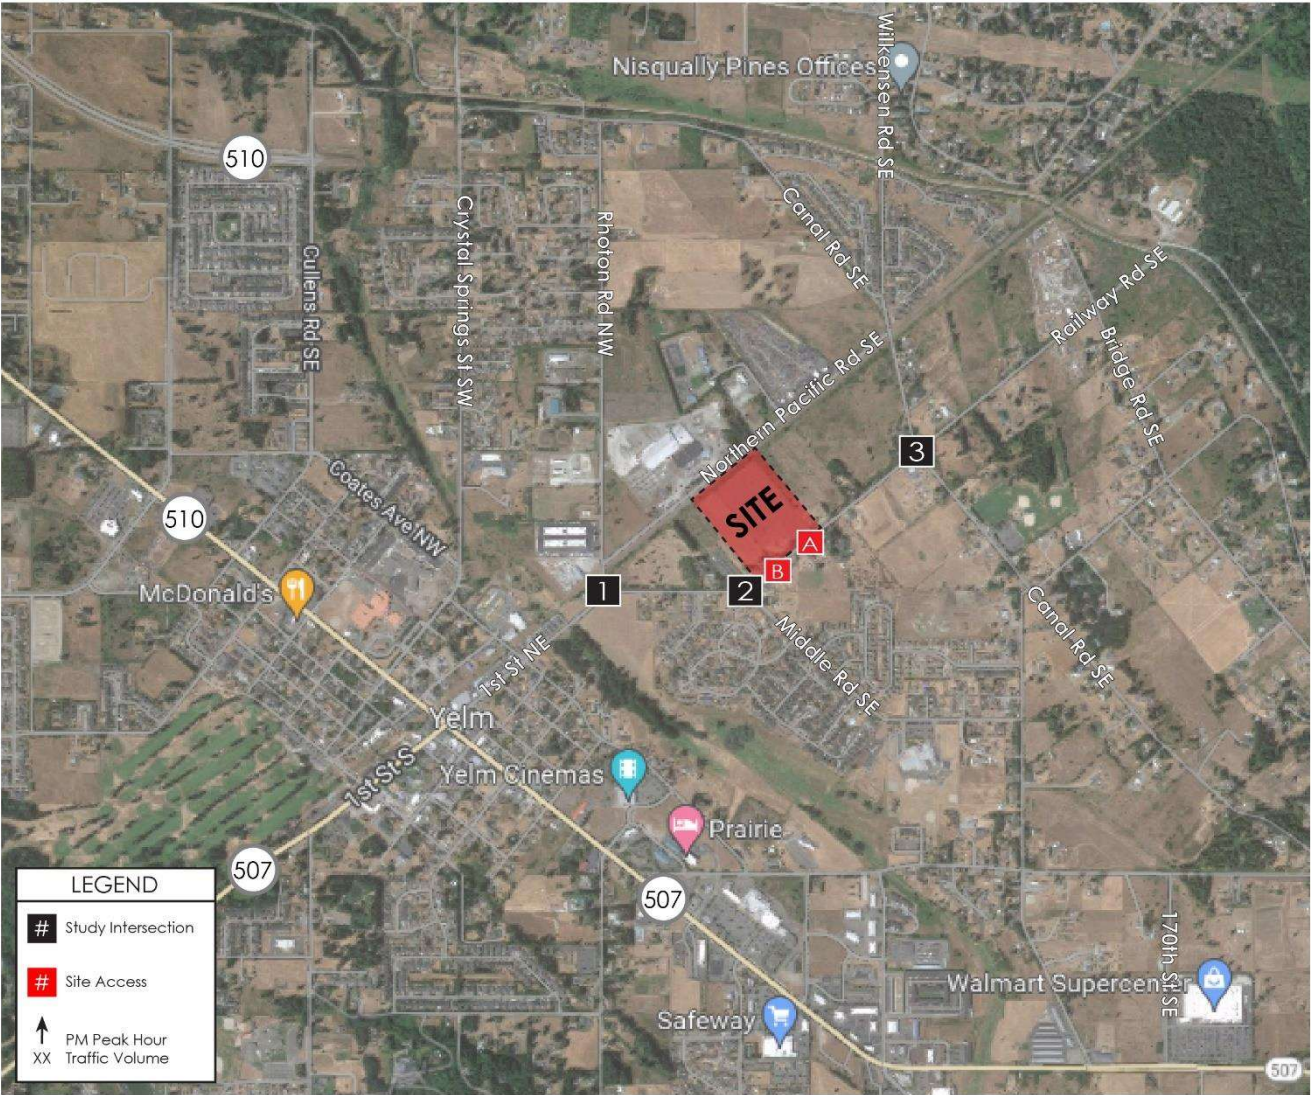 Wilkensen Rd SE
Nisqually Pines Offices
510
Canal Rd SE
Crystal Springs St SW
Rhoton Rd NW
Cullens Rd SE
Railway Rd SE
Bridge Rd SE
Northern Pacific Rd SE
3
Coates Ave NW
SITE
510
A
B
McDonald's
1
2
Canal Rd SE
Middle Rd SE
1st St NE
Yelm
1st St S
Yelm Cinemas
Prairie
507
507
170th St SE
Walmart Supercenter
Safeway
507
LEGEND
# Study Intersection
# Site Access
PM Peak Hour
XX Traffic Volume